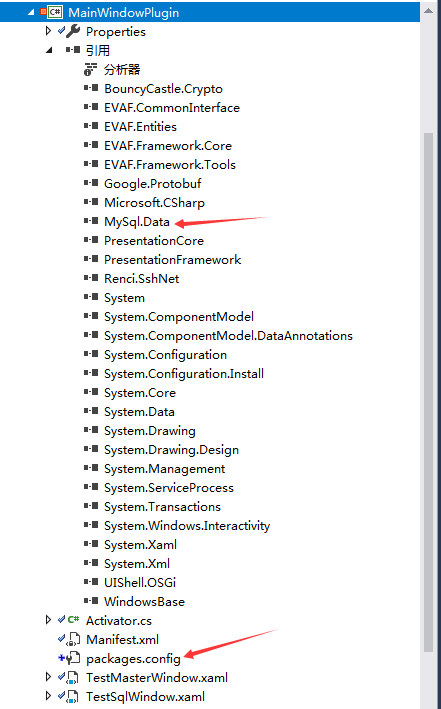 MainWindowPlugin
Properties
引用
分析器
BouncyCastle.Crypto
EVAF.CommonInterface
EVAF.Entities
EVAF.Framework.Core
EVAF.Framework.Tools
Google.Protobuf
Microsoft.CSharp
MySql.Data
PresentationCore
PresentationFramework
Renci.SshNet
System
System.ComponentModel
System.ComponentModel.DataAnnotations
System.Configuration
System.Configuration.Install
System.Core
System.Data
System.Drawing
System.Drawing.Design
System.Management
System.ServiceProcess
System.Transactions
System.Windows.Interactivity
System.Xaml
System.Xml
UIShell.OSGi
WindowsBase
C# Activator.cs
Manifest.xml
packages.config
TestMasterWindow.xaml
TestSqlWindow.xaml